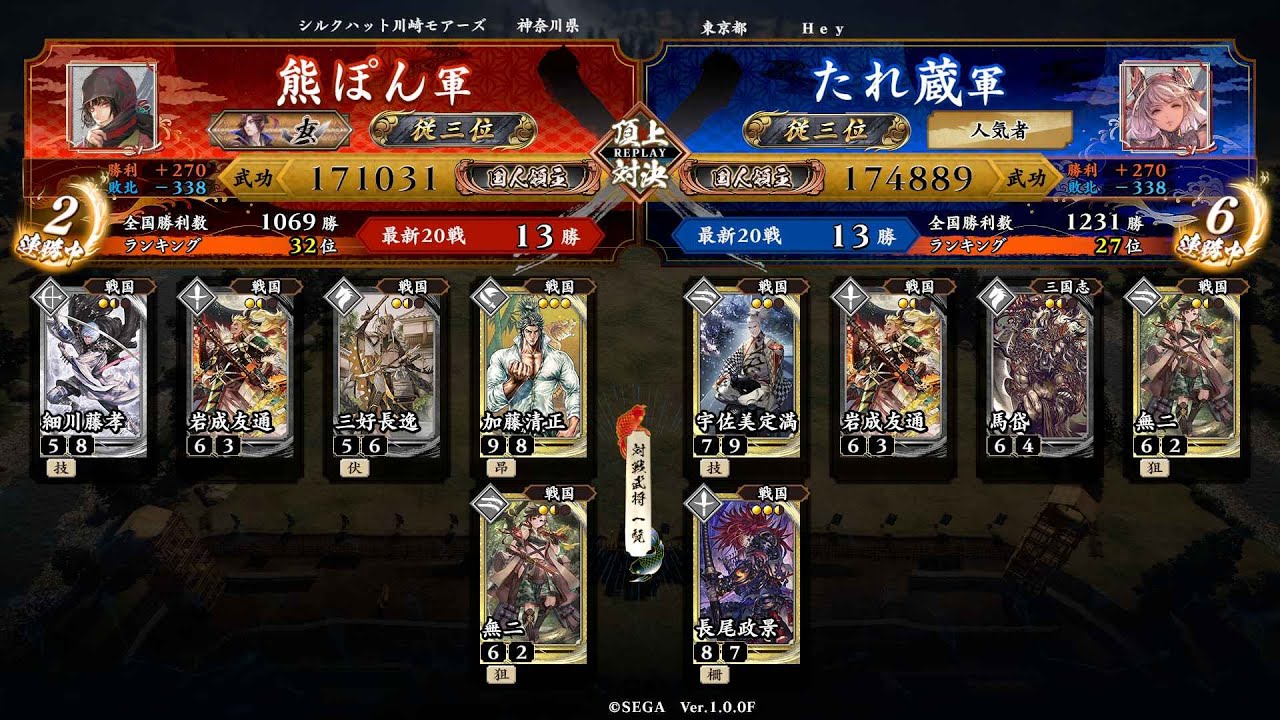 シルクハット川崎モアーズ 神奈川県
東京都 Hey
熊ぽん軍
従三位
勝利 +270
敗北 -338
武功 171031 国人領主
2連勝中
全国勝利数 1069勝
ランキング 32位
最新20戦 13勝
頂上
REPLAY
対決
たれ蔵軍
従三位 人気者
国人領主 174889 武功
勝利 +270
敗北 -338
最新20戦 13勝
全国勝利数 1231勝
ランキング 27位
6連勝中
戦国
細川藤孝
5 8
技
戦国
岩成友通
6 3
戦国
三好長逸
5 6
伏
戦国
加藤清正
9 8
昂
戦国
無二
6 2
狙
対戦武将一覧
戦国
宇佐美定満
7 9
技
戦国
岩成友通
6 3
三国志
馬岱
6 4
戦国
無二
6 2
狙
戦国
長尾政景
8 7
柵
©SEGA Ver.1.0.0F